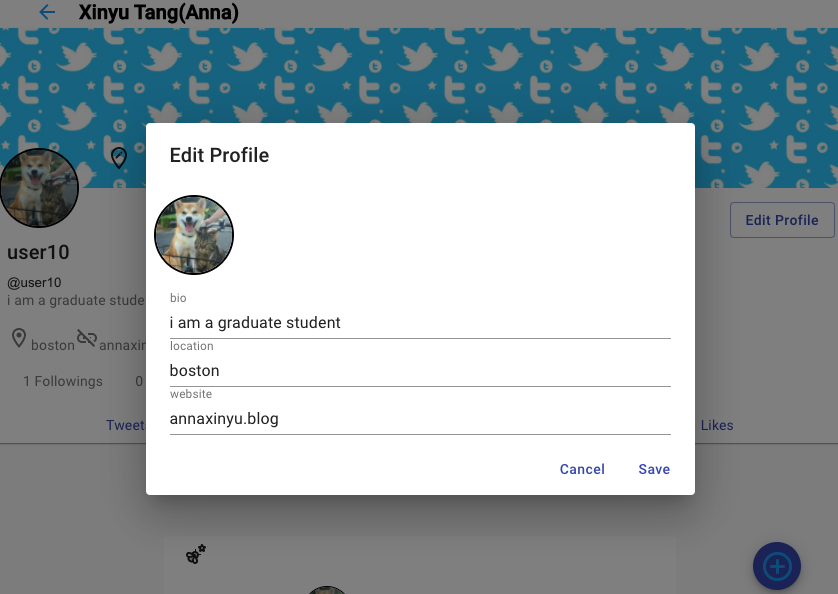 Xinyu Tang(Anna)
Edit Profile
Edit Profile
user10
@user10
i am a graduate stude
boston
annaxin
1 Followings
0
Tweet
Likes
bio
i am a graduate student
location
boston
website
annaxinyu.blog
Cancel
Save